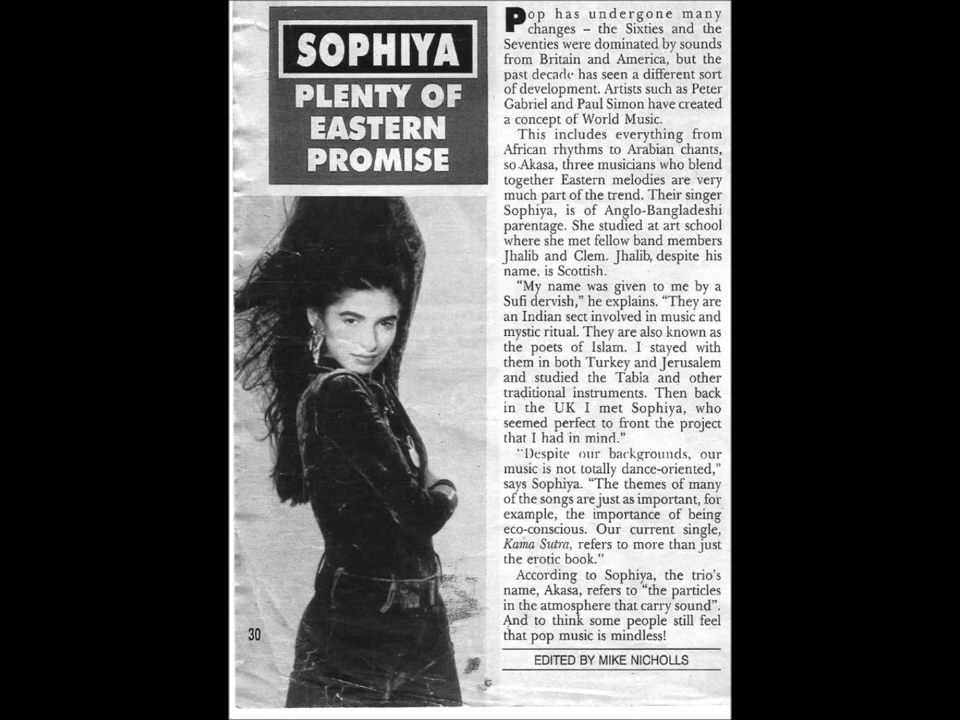 SOPHIYA
PLENTY OF
EASTERN
PROMISE
Pop has undergone many
changes – the Sixties and the
Seventies were dominated by sounds
from Britain and America, but the
past decade has seen a different sort
of development. Artists such as Peter
Gabriel and Paul Simon have created
a concept of World Music.
This includes everything from
African rhythms to Arabian chants,
so Akasa, three musicians who blend
together Eastern melodies are very
much part of the trend. Their singer
Sophiya, is of Anglo-Bangladeshi
parentage. She studied at art school
where she met fellow band members
Jhalib and Clem. Jhalib, despite his
name, is Scottish.
“My name was given to me by a
Sufi dervish,” he explains. “They are
an Indian sect involved in music and
mystic ritual. They are also known as
the poets of Islam. I stayed with
them in both Turkey and Jerusalem
and studied the Tabla and other
traditional instruments. Then back
in the UK I met Sophiya, who
seemed perfect to front the project
that I had in mind.”
“Despite our backgrounds, our
music is not totally dance-oriented,”
says Sophiya. “The themes of many
of the songs are just as important, for
example, the importance of being
eco-conscious. Our current single,
Kama Sutra, refers to more than just
the erotic book.”
According to Sophiya, the trio’s
name, Akasa, refers to “the particles
in the atmosphere that carry sound”.
And to think some people still feel
that pop music is mindless!
EDITED BY MIKE NICHOLLS
30